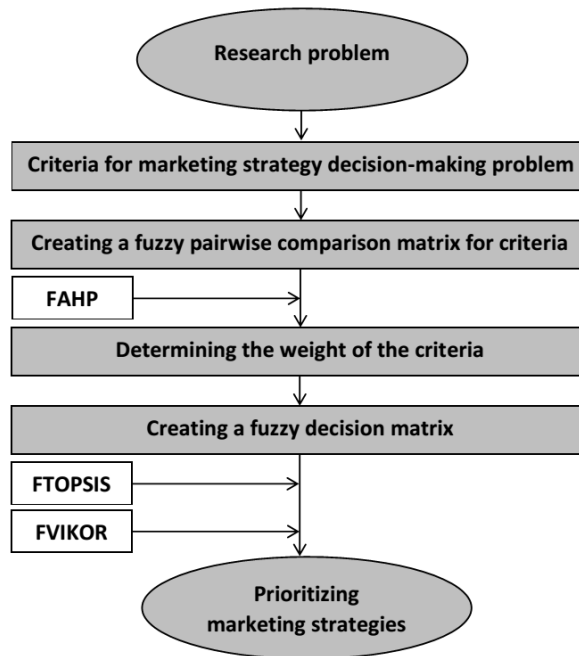 Research problem
Criteria for marketing strategy decision-making problem
Creating a fuzzy pairwise comparison matrix for criteria
FAHP
Determining the weight of the criteria
Creating a fuzzy decision matrix
FTOPSIS
FVIKOR
Prioritizing
marketing strategies